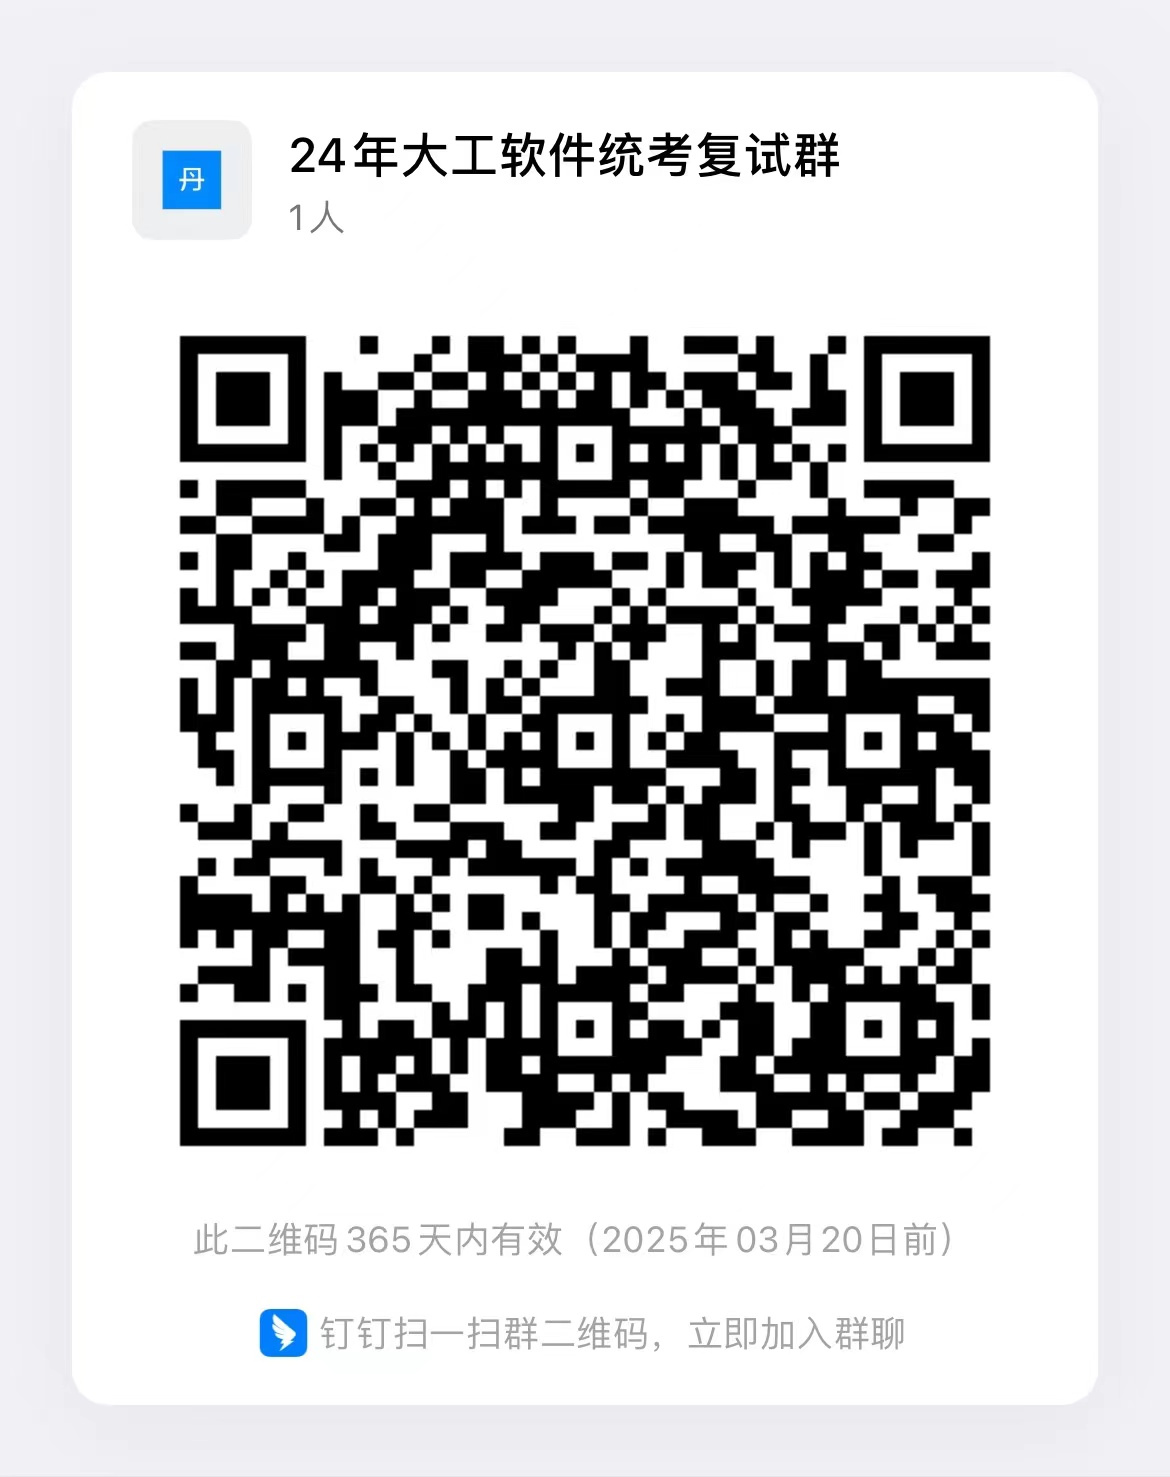 丹
24年大工软件统考复试群
1人
此二维码365天内有效（2025年03月20日前）
钉钉扫一扫群二维码，立即加入群聊